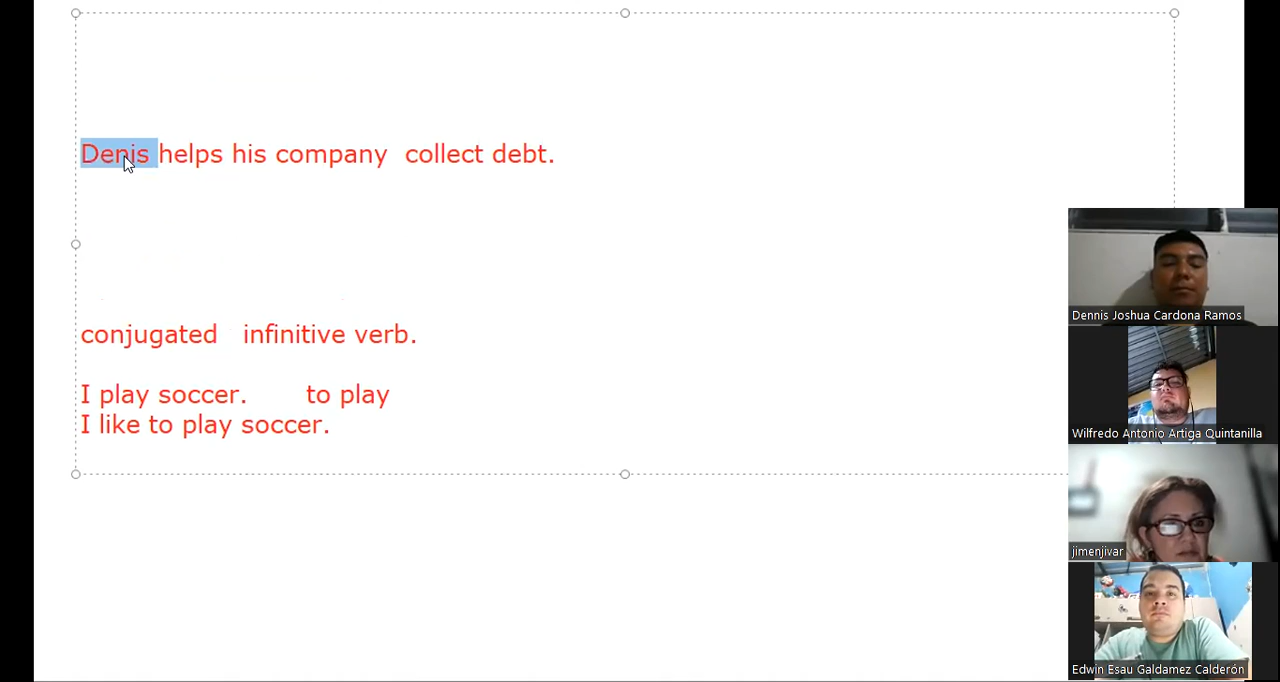 Denis helps his company collect debt.
conjugated infinitive verb.
I play soccer. to play
I like to play soccer.
Dennis Joshua Cardona Ramos
Wilfredo Antonio Artiga Quintanilla
jimenjivar
Edwin Esau Galdamez Calderón